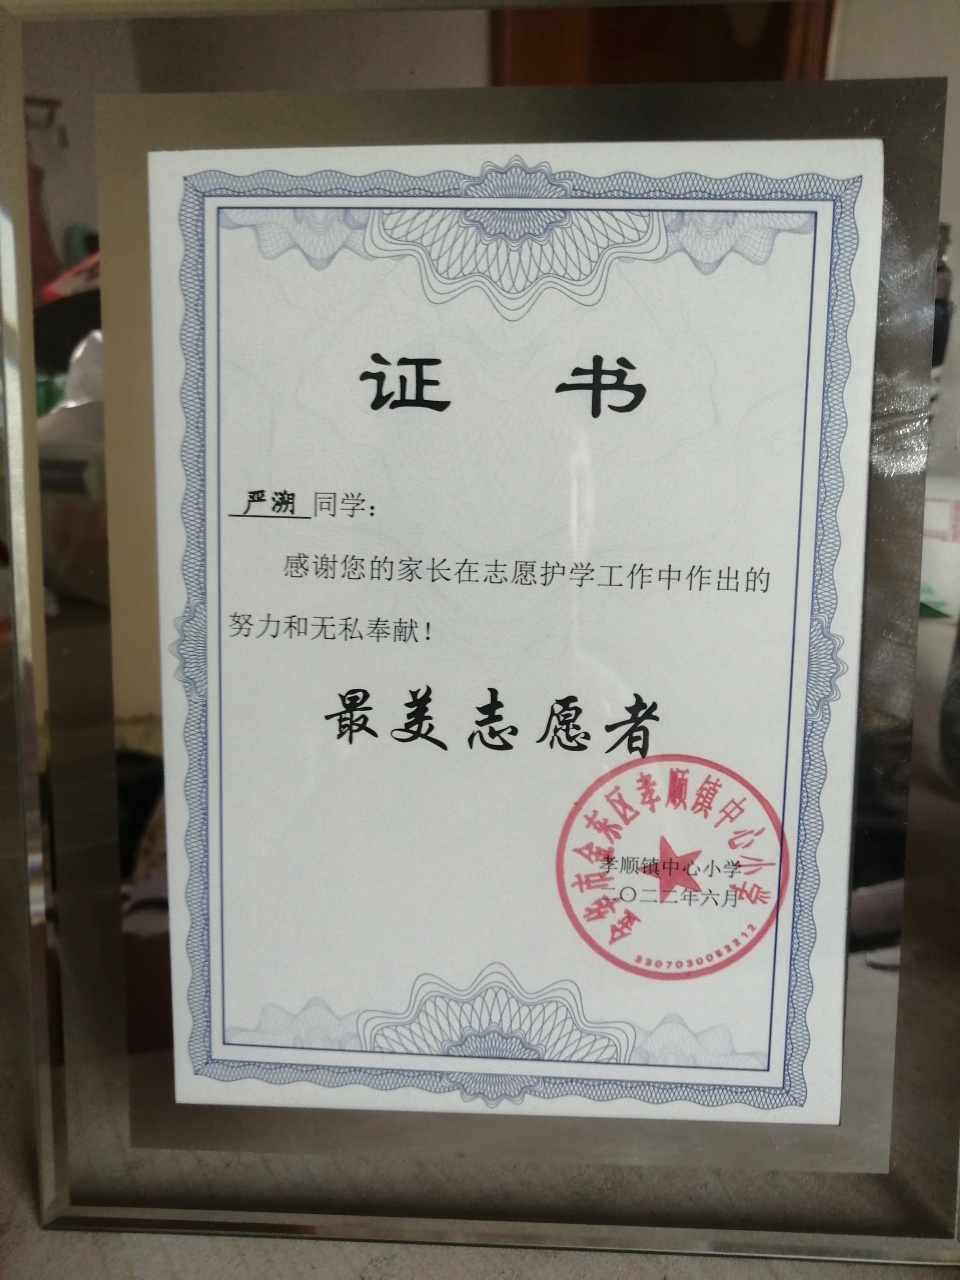 证 书
严溯 同学：
感谢您的家长在志愿护学工作中作出的
努力和无私奉献！
最美志愿者
金华市金东区孝顺镇中心小学
孝顺镇中心小学
二〇二二年六月